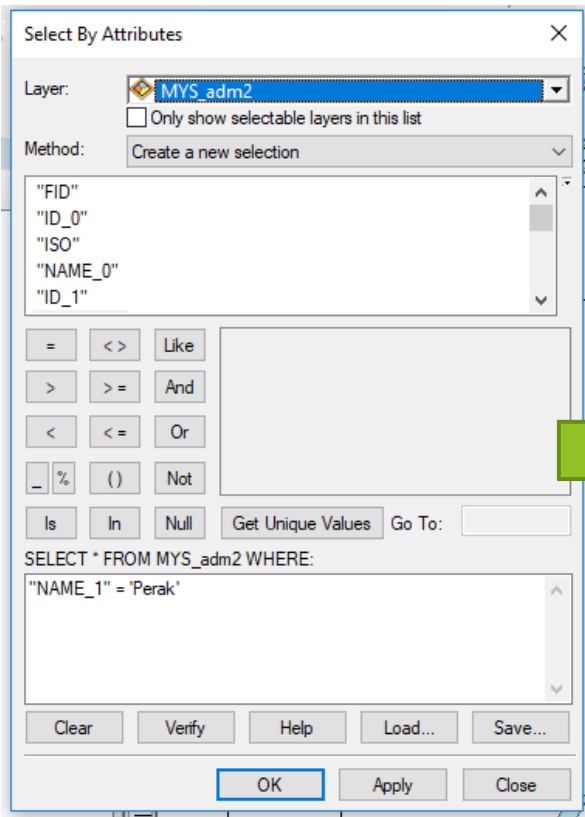 Select By Attributes
Layer: MYS_adm2
Only show selectable layers in this list
Method: Create a new selection
"FID"
"ID_0"
"ISO"
"NAME_0"
"ID_1"
= < > Like
> > = And
< < = Or
_ % ( ) Not
Is In Null Get Unique Values Go To:
SELECT * FROM MYS_adm2 WHERE:
"NAME_1" = 'Perak'
Clear Verify Help Load... Save...
OK Apply Close